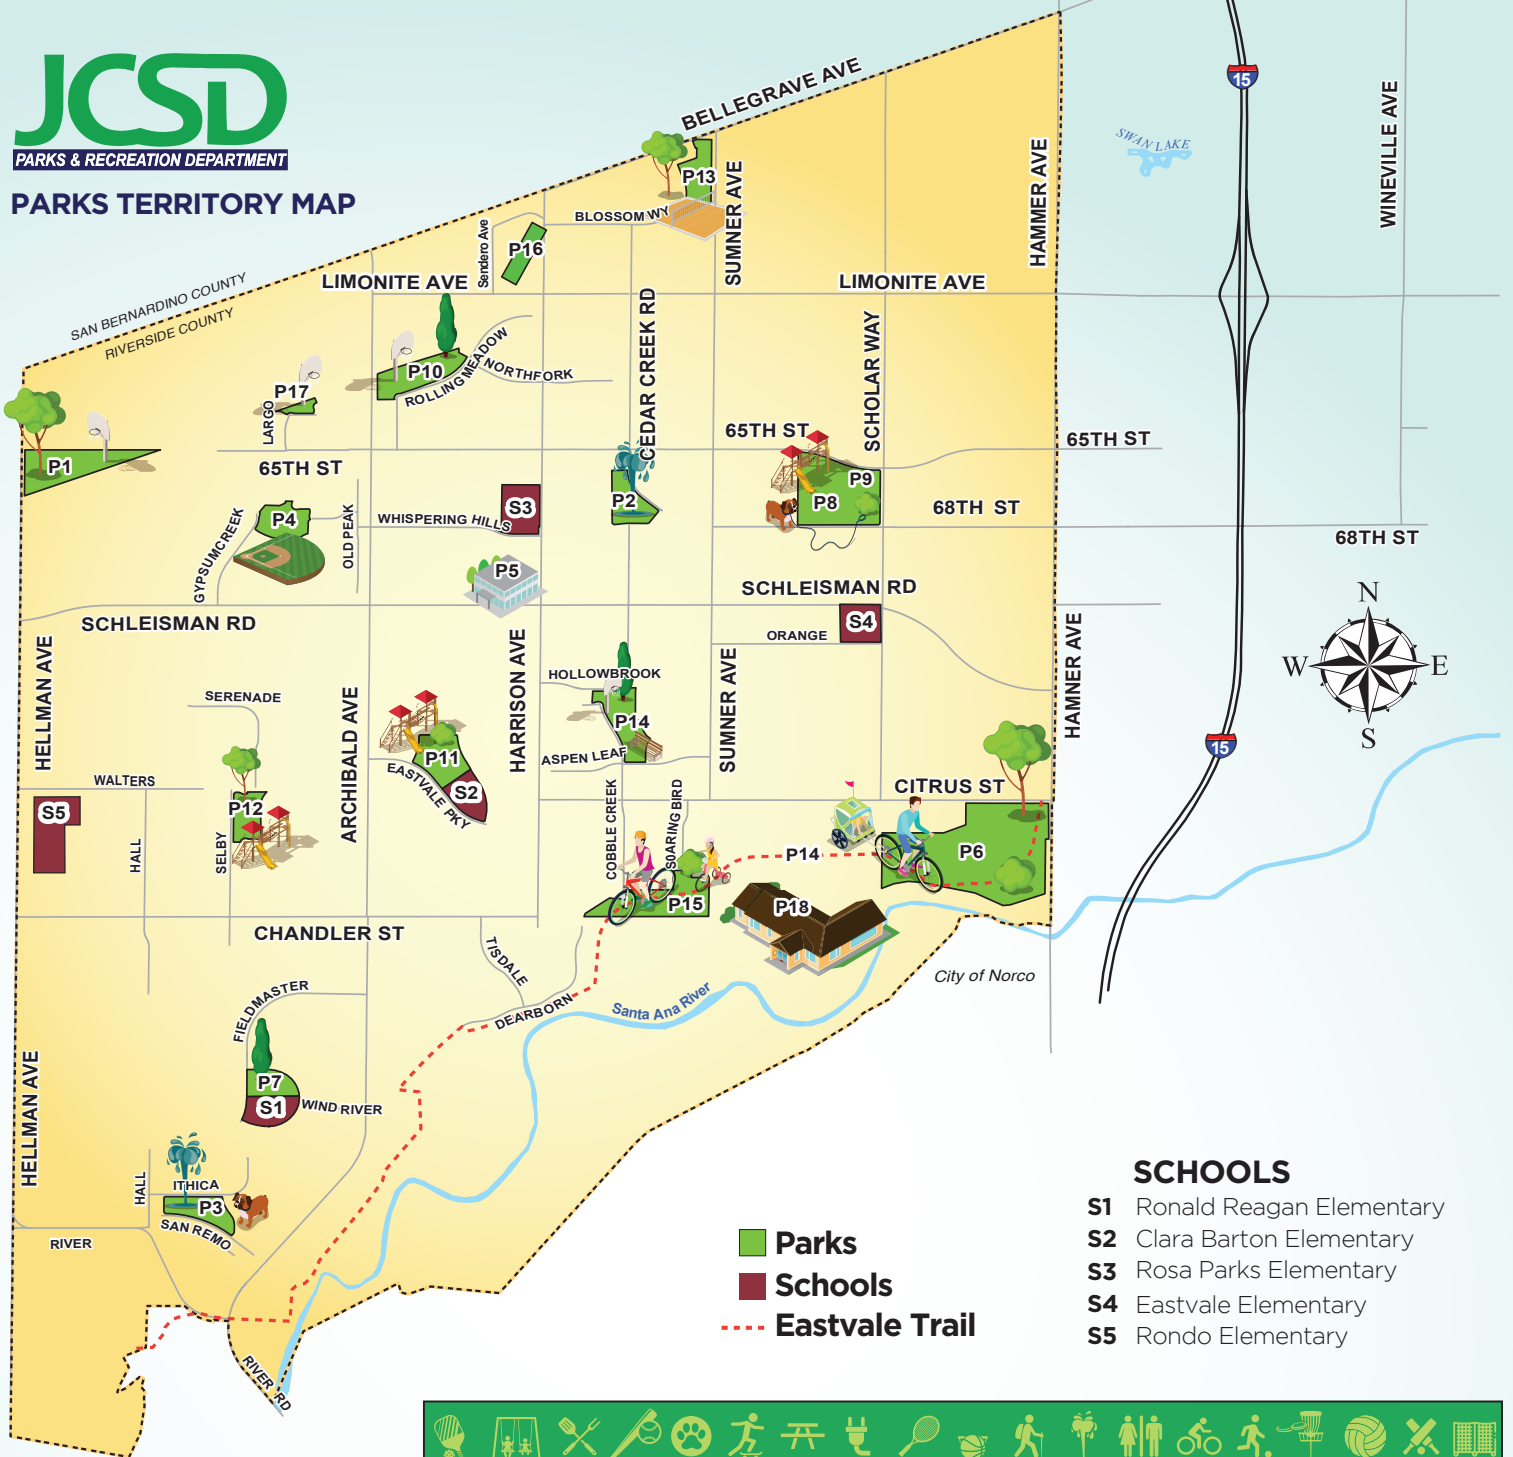 JCSD
PARKS & RECREATION DEPARTMENT
PARKS TERRITORY MAP
BELLEGRAVE AVE
15
SWAN LAKE
WINEVILLE AVE
HAMMER AVE
P13
SUMNER AVE
BLOSSOM WY
Sendero Ave
P16
LIMONITE AVE
LIMONITE AVE
SAN BERNARDINO COUNTY
RIVERSIDE COUNTY
CEDAR CREEK RD
SCHOLAR WAY
P10
ROLLING MEADOW
NORTHFORK
P17
LARGO
65TH ST
65TH ST
65TH ST
P1
P9
P8
P2
S3
68TH ST
68TH ST
P4
OLD PEAK
WHISPERING HILLS
GYPSUMCREEK
P5
SCHLEISMAN RD
SCHLEISMAN RD
S4
ORANGE
N
W
E
S
HELLMAN AVE
HARRISON AVE
HAMNER AVE
SERENADE
ARCHIBALD AVE
HOLLOWBROOK
SUMNER AVE
P14
P11
ASPEN LEAF
15
WALTERS
EASTVALE PKY
S2
CITRUS ST
S5
P12
COBBLE CREEK
SOARING BIRD
HALL
SELBY
P14
P6
P15
P18
CHANDLER ST
TISDALE
City of Norco
FIELDMASTER
DEARBORN
Santa Ana River
HELLMAN AVE
P7
S1
WIND RIVER
HALL
ITHICA
P3
SAN REMO
RIVER
RIVER RD
Parks
Schools
Eastvale Trail
SCHOOLS
S1 Ronald Reagan Elementary
S2 Clara Barton Elementary
S3 Rosa Parks Elementary
S4 Eastvale Elementary
S5 Rondo Elementary